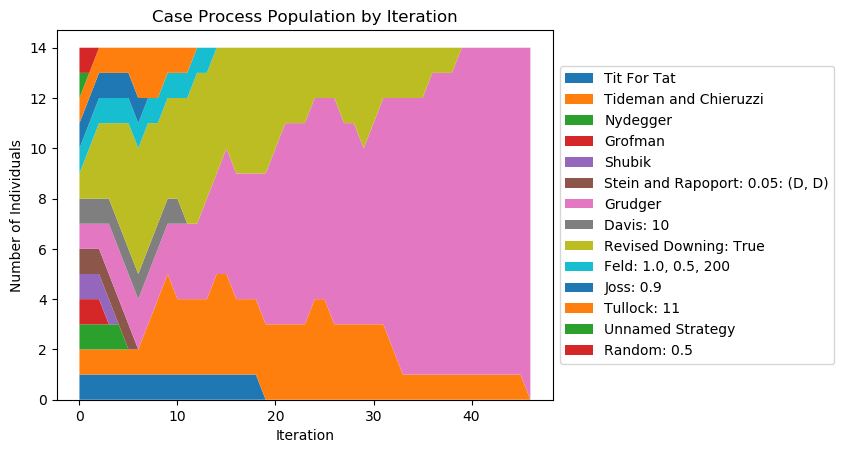 Case Process Population by Iteration
Number of Individuals
14
12
10
8
6
4
2
0
0
10
20
30
40
Iteration
Tit For Tat
Tideman and Chieruzzi
Nydegger
Grofman
Shubik
Stein and Rapoport: 0.05: (D, D)
Grudger
Davis: 10
Revised Downing: True
Feld: 1.0, 0.5, 200
Joss: 0.9
Tullock: 11
Unnamed Strategy
Random: 0.5